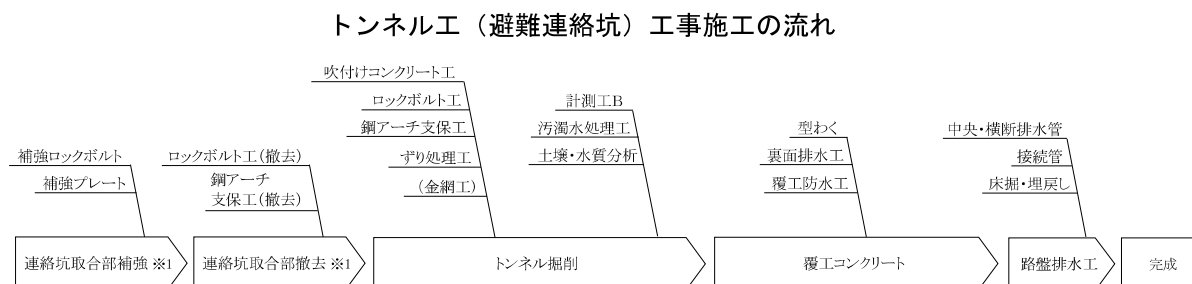 トンネル工（避難連絡坑）工事施工の流れ
補強ロックボルト
補強プレート
連絡坑取合部補強 ※1
ロックボルト工(撤去)
鋼アーチ
支保工(撤去)
連絡坑取合部撤去 ※1
吹付けコンクリート工
ロックボルト工
鋼アーチ支保工
ずり処理工
(金網工)
計測工B
汚濁水処理工
土壌・水質分析
トンネル掘削
型わく
裏面排水工
覆工防水工
覆工コンクリート
中央・横断排水管
接続管
床掘・埋戻し
路盤排水工
完成